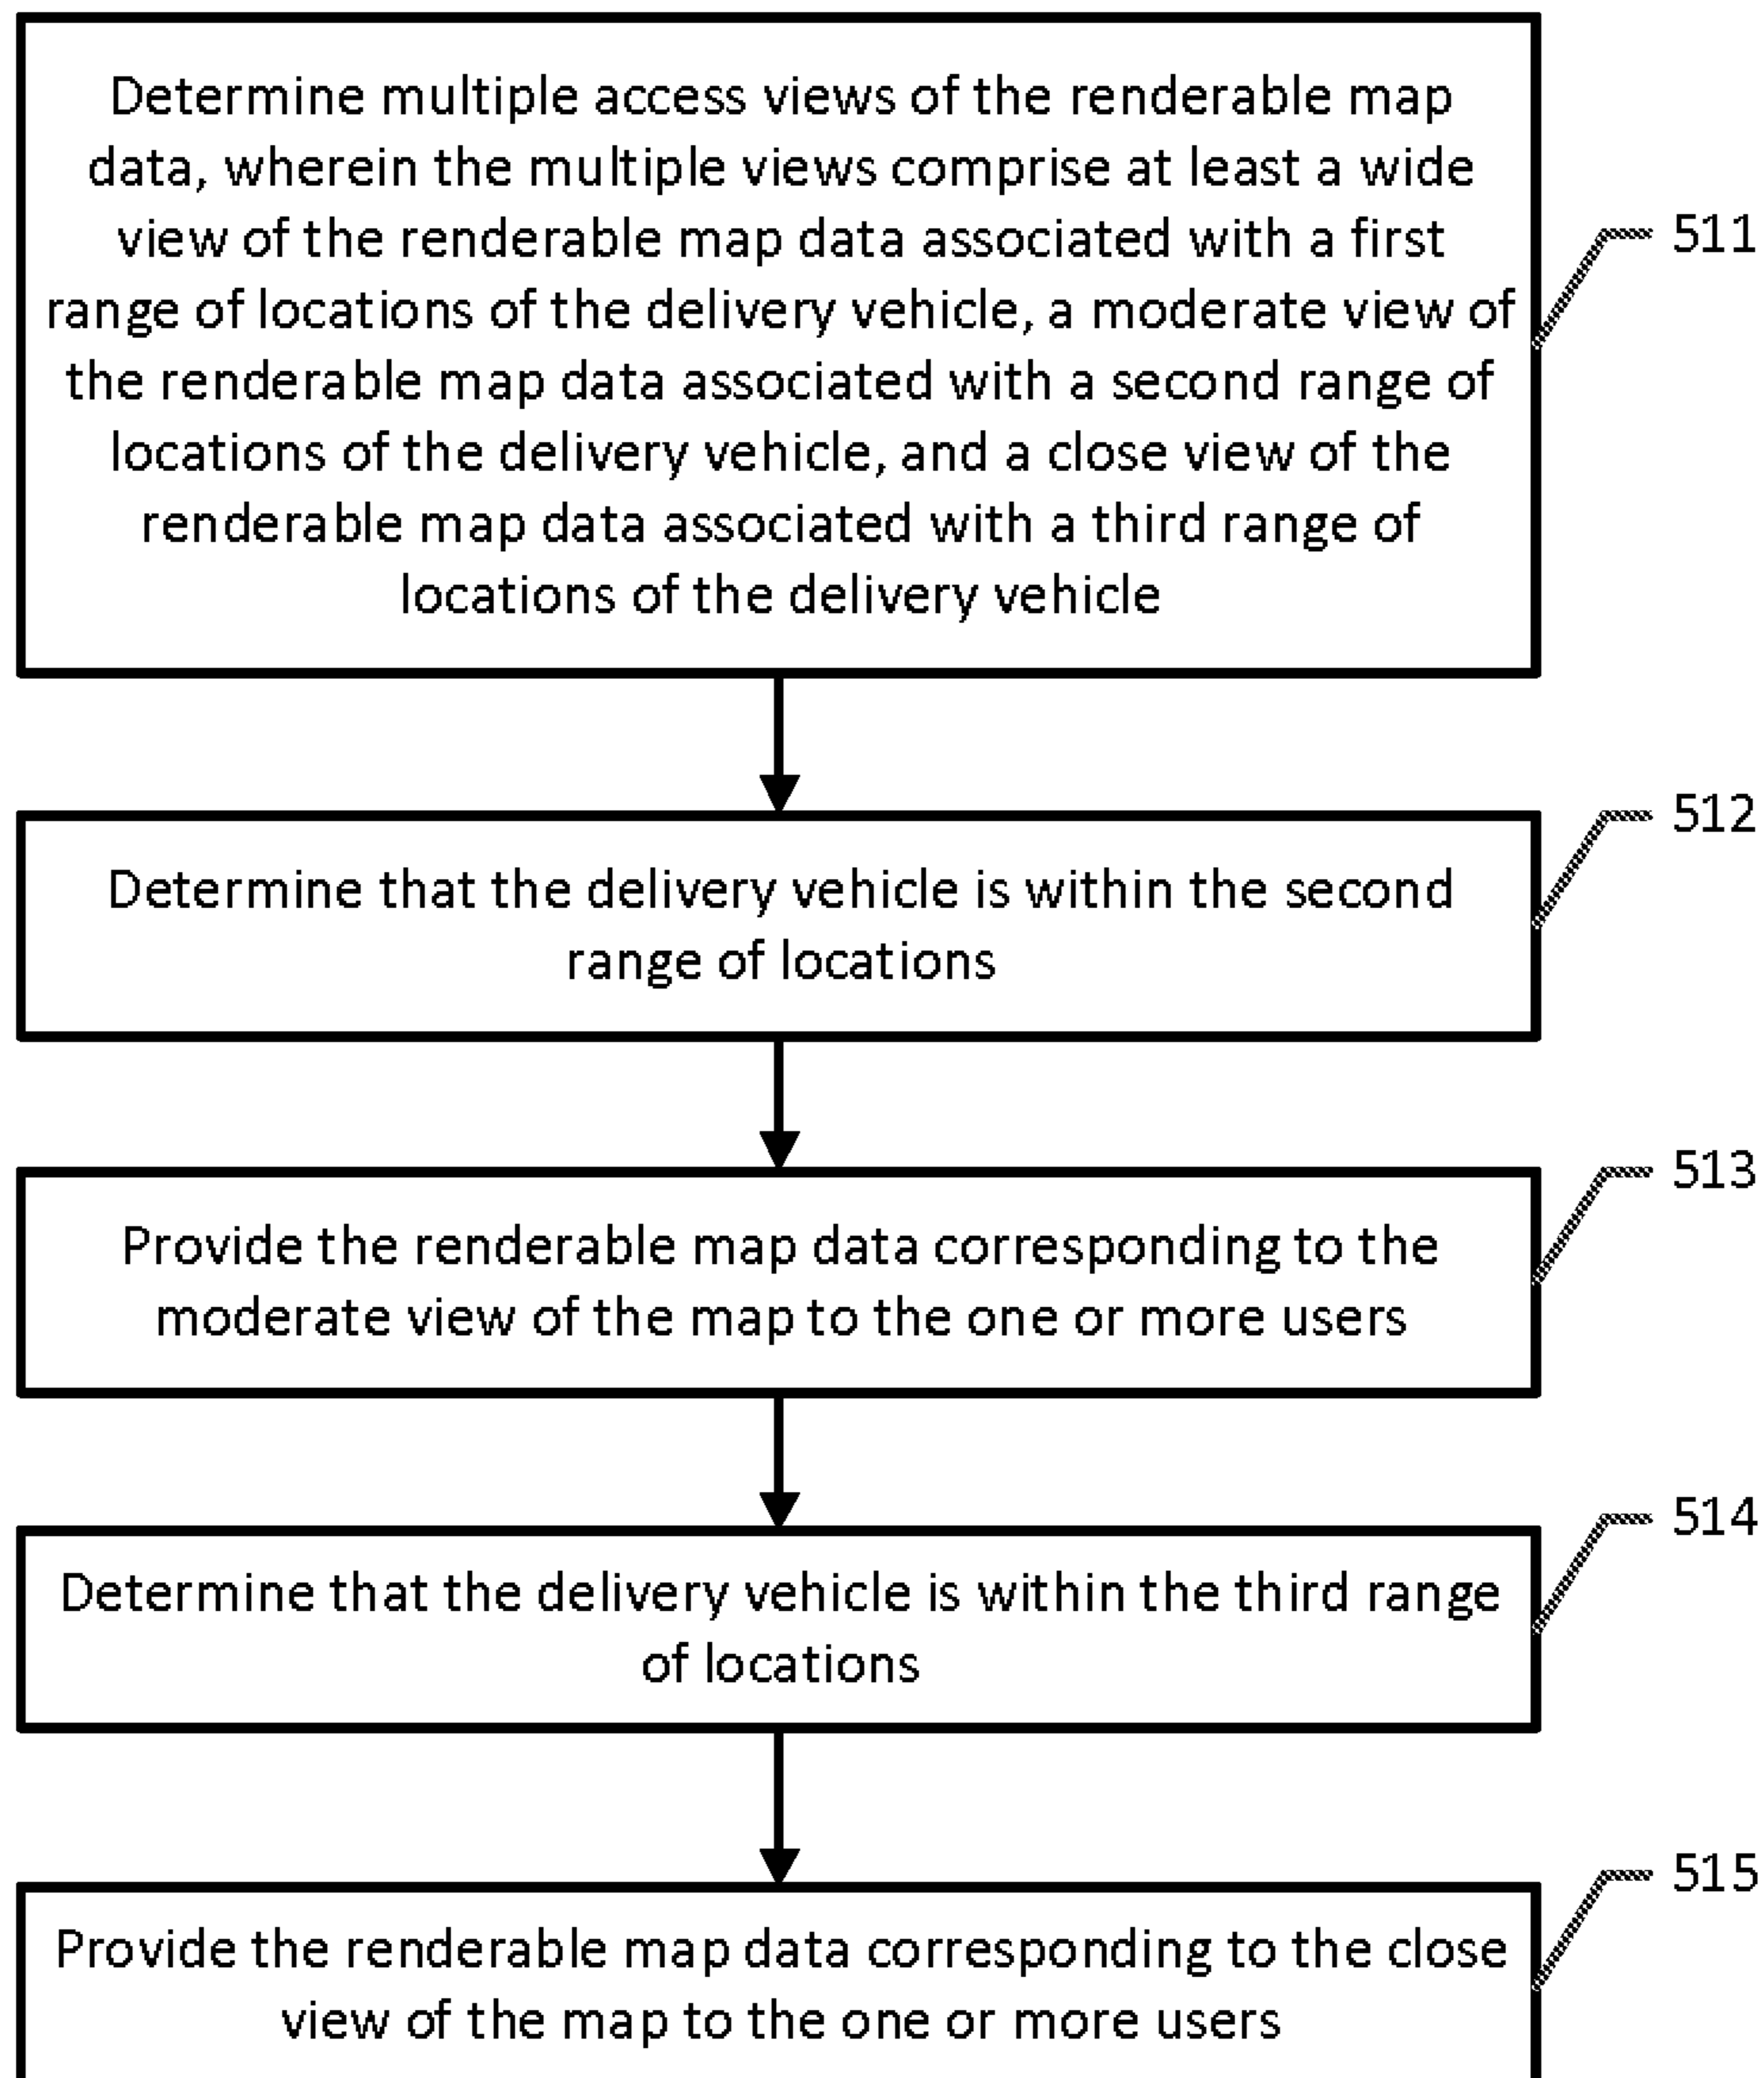 Determine multiple access views of the renderable map
data, wherein the multiple views comprise at least a wide
view of the renderable map data associated with a first
range of locations of the delivery vehicle, a moderate view of
the renderable map data associated with a second range of
locations of the delivery vehicle, and a close view of the
renderable map data associated with a third range of
locations of the delivery vehicle
511
512
Determine that the delivery vehicle is within the second
range of locations
513
Provide the renderable map data corresponding to the
moderate view of the map to the one or more users
514
Determine that the delivery vehicle is within the third range
of locations
515
Provide the renderable map data corresponding to the close
view of the map to the one or more users